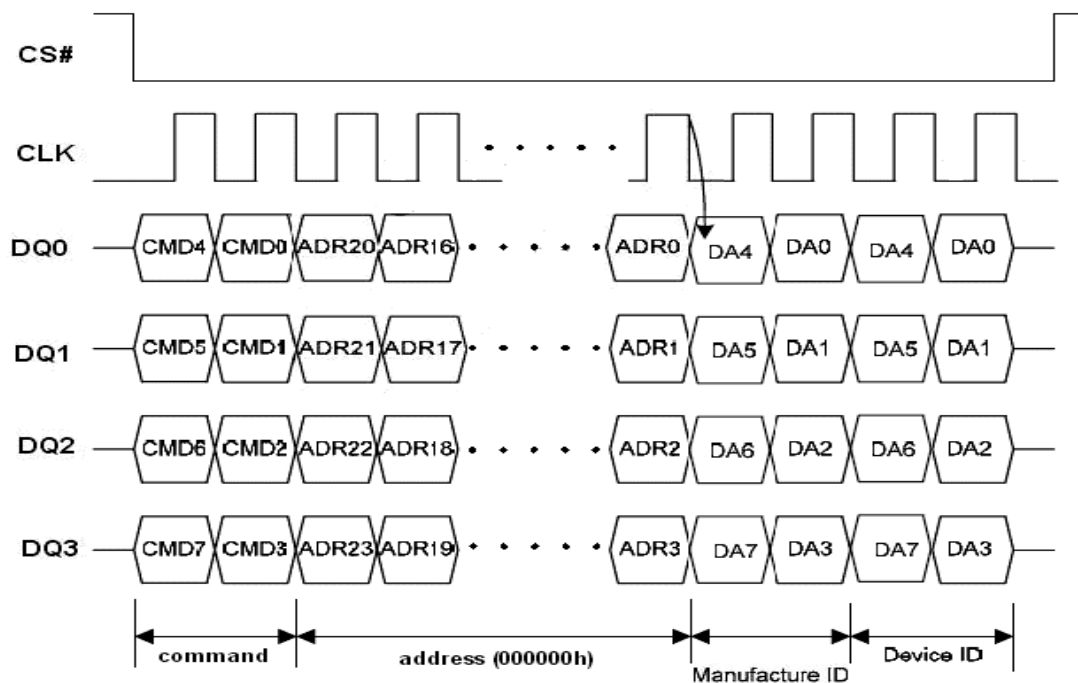 CS#
CLK
DQ0 CMD4 CMD0 ADR20 ADR16 ADR0 DA4 DA0 DA4 DA0
DQ1 CMD5 CMD1 ADR21 ADR17 ADR1 DA5 DA1 DA5 DA1
DQ2 CMD6 CMD2 ADR22 ADR18 ADR2 DA6 DA2 DA6 DA2
DQ3 CMD7 CMD3 ADR23 ADR19 ADR3 DA7 DA3 DA7 DA3
command address (000000h) Manufacture ID Device ID